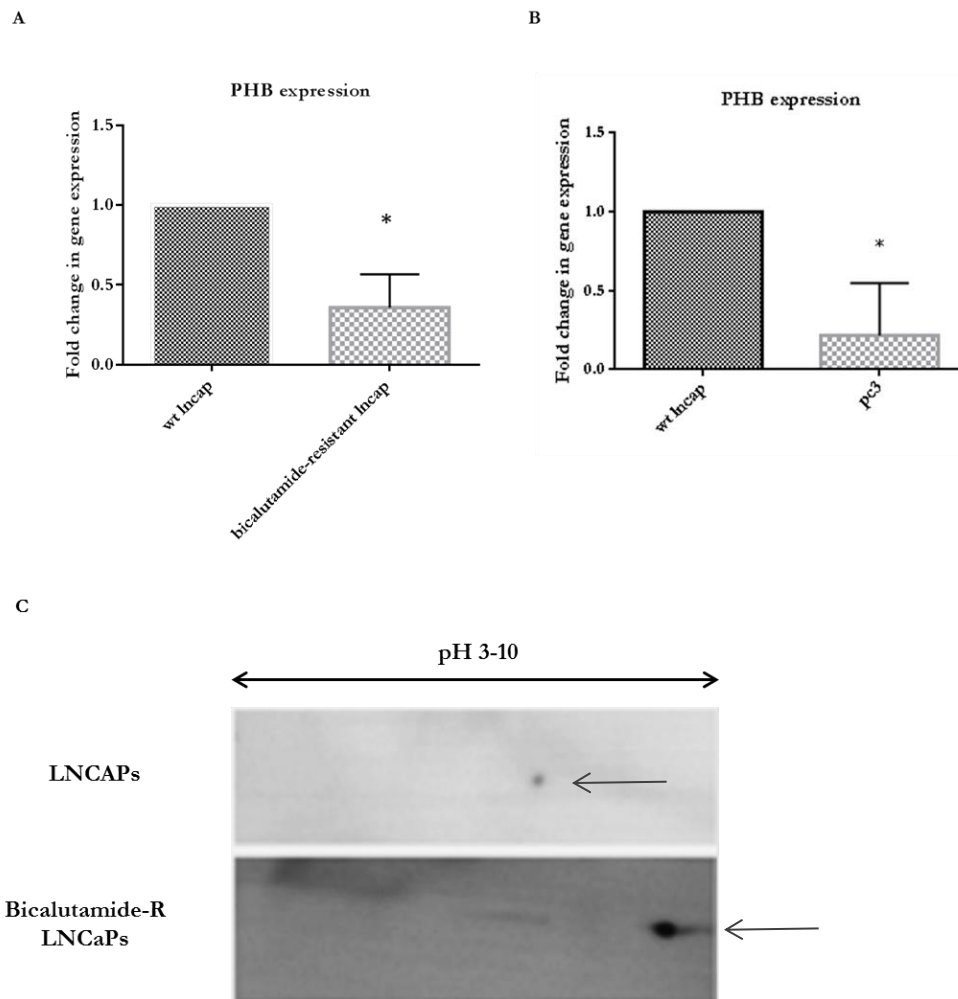 A
PHB expression
Fold change in gene expression
1.5
1.0
0.5
0.0
*
wt lncap
bicalutamide-resistant lncap
B
PHB expression
Fold change in gene expression
1.5
1.0
0.5
0.0
*
wt lncap
pc3
C
pH 3-10
LNCAPs
Bicalutamide-R
LNCaPs